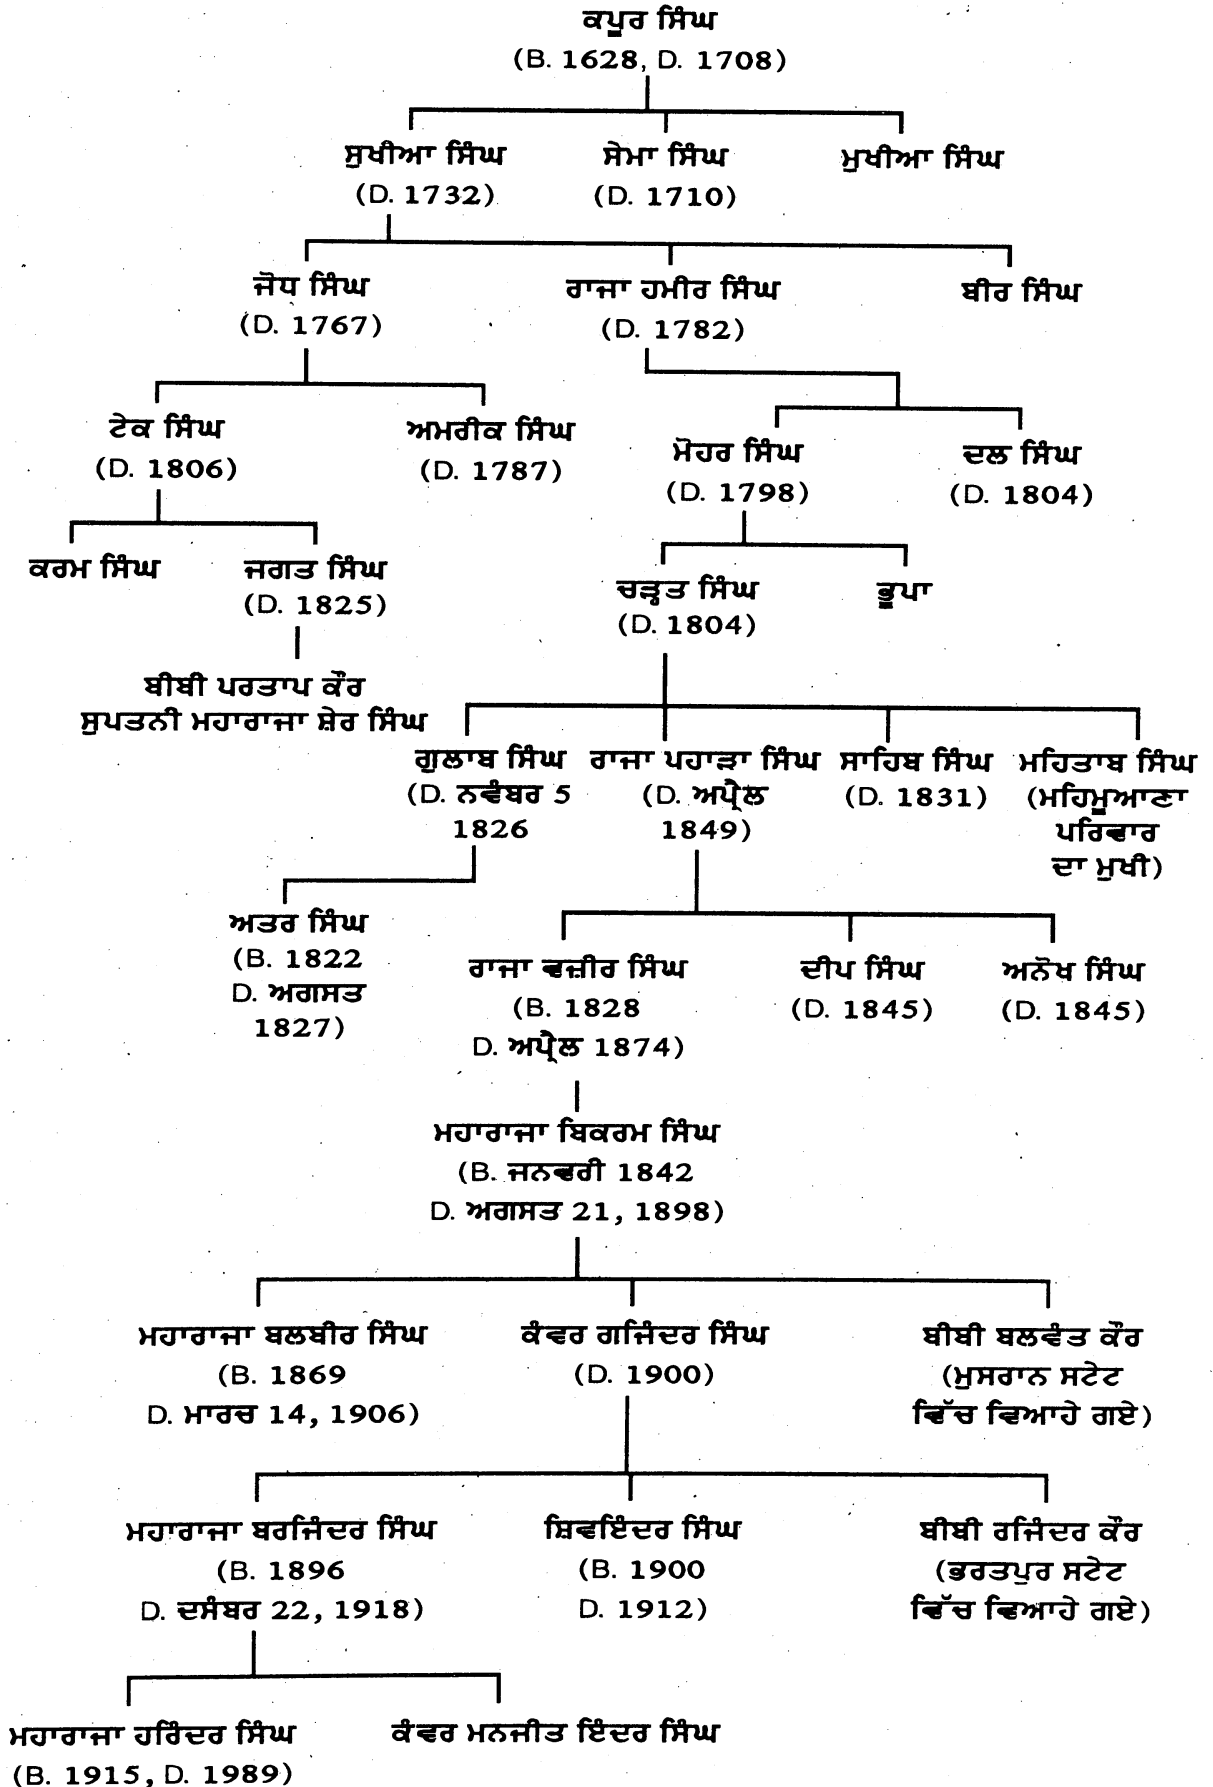 ਕਪੂਰ ਸਿੰਘ
(B. 1628, D. 1708)
ਸੁਖੀਆ ਸਿੰਘ
(D. 1732)
ਸੇਮਾ ਸਿੰਘ
(D. 1710)
ਮੁਖੀਆ ਸਿੰਘ
ਜੋਧ ਸਿੰਘ
(D. 1767)
ਰਾਜਾ ਹਮੀਰ ਸਿੰਘ
(D. 1782)
ਬੀਰ ਸਿੰਘ
ਟੇਕ ਸਿੰਘ
(D. 1806)
ਅਮਰੀਕ ਸਿੰਘ
(D. 1787)
ਮੋਹਰ ਸਿੰਘ
(D. 1798)
ਦਲ ਸਿੰਘ
(D. 1804)
ਕਰਮ ਸਿੰਘ
ਜਗਤ ਸਿੰਘ
(D. 1825)
ਚੜ੍ਹਤ ਸਿੰਘ
(D. 1804)
ਭੂਪਾ
ਬੀਬੀ ਪਰਤਾਪ ਕੌਰ
ਸੁਪਤਨੀ ਮਹਾਰਾਜਾ ਸ਼ੇਰ ਸਿੰਘ
ਗੁਲਾਬ ਸਿੰਘ
(D. ਨਵੰਬਰ 5
1826
ਰਾਜਾ ਪਹਾੜਾ ਸਿੰਘ
(D. ਅਪ੍ਰੈਲ
1849)
ਸਾਹਿਬ ਸਿੰਘ
(D. 1831)
ਮਹਿਤਾਬ ਸਿੰਘ
(ਮਹਿਮੂਆਣਾ
ਪਰਿਵਾਰ
ਦਾ ਮੁਖੀ)
ਅਤਰ ਸਿੰਘ
(B. 1822
D. ਅਗਸਤ
1827)
ਰਾਜਾ ਵਜ਼ੀਰ ਸਿੰਘ
(B. 1828
D. ਅਪ੍ਰੈਲ 1874)
ਦੀਪ ਸਿੰਘ
(D. 1845)
ਅਨੋਖ ਸਿੰਘ
(D. 1845)
ਮਹਾਰਾਜਾ ਬਿਕਰਮ ਸਿੰਘ
(B. ਜਨਵਰੀ 1842
D. ਅਗਸਤ 21, 1898)
ਮਹਾਰਾਜਾ ਬਲਬੀਰ ਸਿੰਘ
(B. 1869
D. ਮਾਰਚ 14, 1906)
ਕੰਵਰ ਗਜਿੰਦਰ ਸਿੰਘ
(D. 1900)
ਬੀਬੀ ਬਲਵੰਤ ਕੌਰ
(ਮੁਸਰਾਨ ਸਟੇਟ
ਵਿੱਚ ਵਿਆਹੇ ਗਏ)
ਮਹਾਰਾਜਾ ਬਰਜਿੰਦਰ ਸਿੰਘ
(B. 1896
D. ਦਸੰਬਰ 22, 1918)
ਸ਼ਿਵਇੰਦਰ ਸਿੰਘ
(B. 1900
D. 1912)
ਬੀਬੀ ਰਜਿੰਦਰ ਕੌਰ
(ਭਰਤਪੁਰ ਸਟੇਟ
ਵਿੱਚ ਵਿਆਹੇ ਗਏ)
ਮਹਾਰਾਜਾ ਹਰਿੰਦਰ ਸਿੰਘ
(B. 1915, D. 1989)
ਕੰਵਰ ਮਨਜੀਤ ਇੰਦਰ ਸਿੰਘ